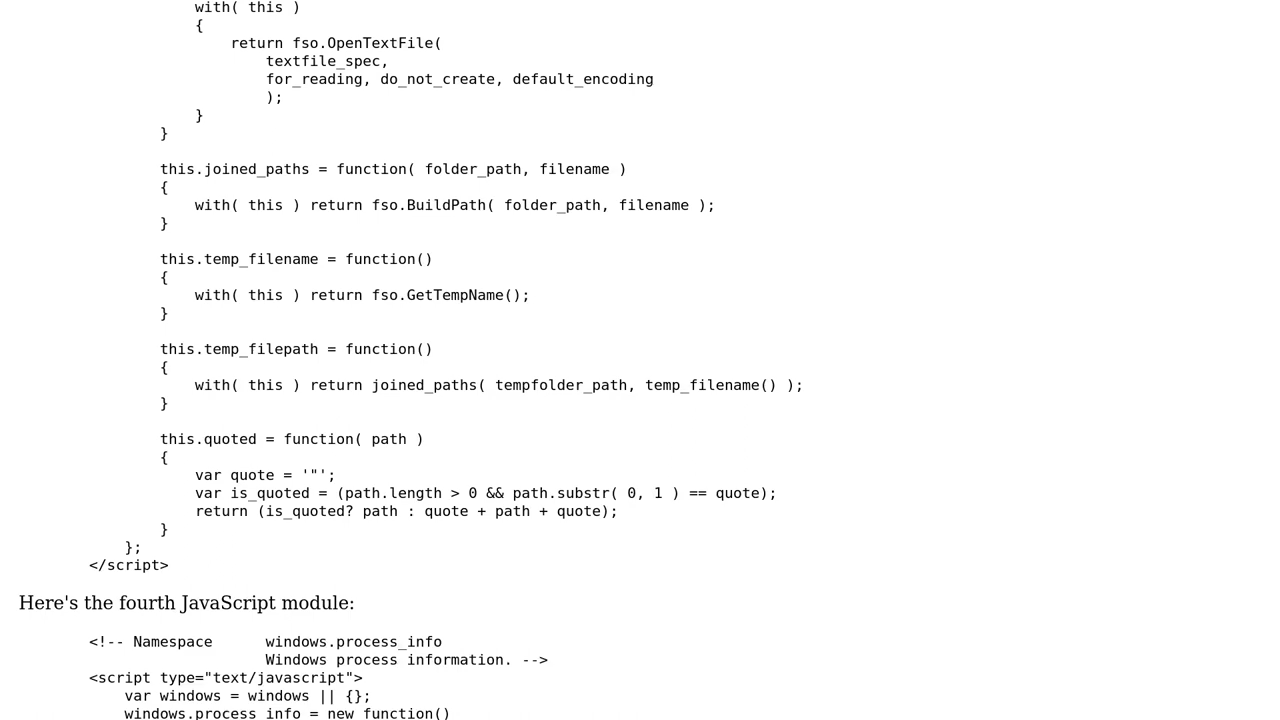 with( this )
{
return fso.OpenTextFile(
textfile_spec,
for_reading, do_not_create, default_encoding
);
}
}
this.joined_paths = function( folder_path, filename )
{
with( this ) return fso.BuildPath( folder_path, filename );
}
this.temp_filename = function()
{
with( this ) return fso.GetTempName();
}
this.temp_filepath = function()
{
with( this ) return joined_paths( tempfolder_path, temp_filename() );
}
this.quoted = function( path )
{
var quote = '"';
var is_quoted = (path.length > 0 && path.substr( 0, 1 ) == quote);
return (is_quoted? path : quote + path + quote);
}
};
</script>
Here's the fourth JavaScript module:
<!-- Namespace      windows.process_info
Windows process information. -->
<script type="text/javascript">
var windows = windows || {};
windows.process_info = new function()